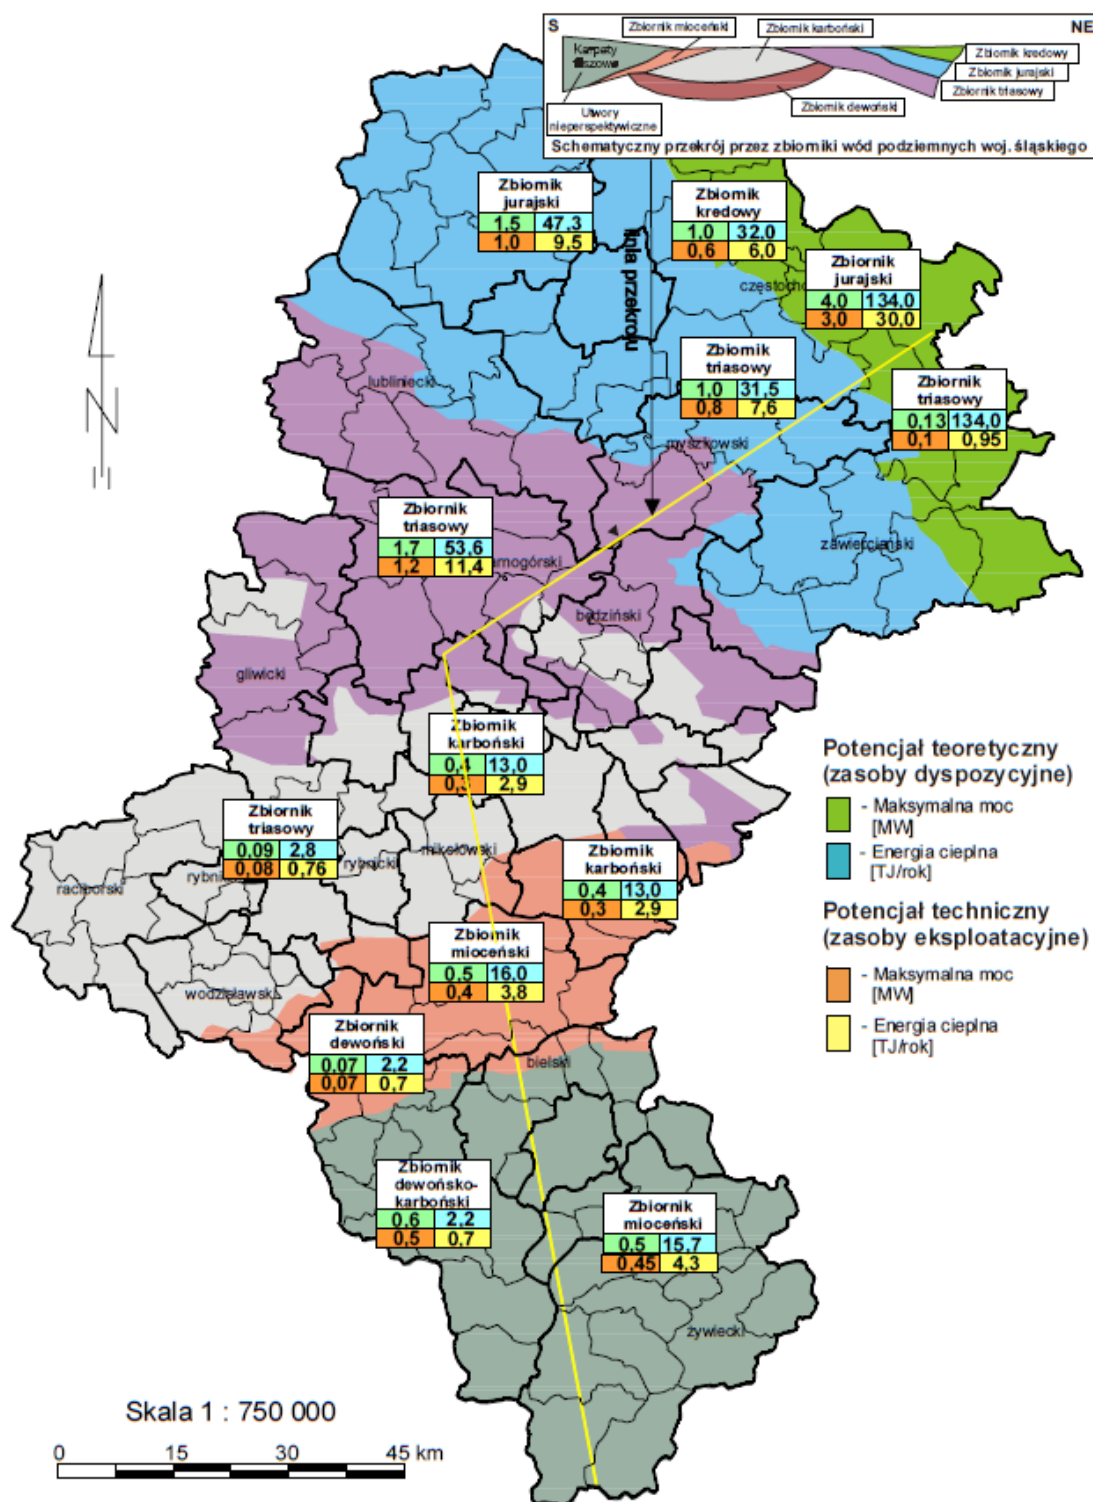 S
NE
Zbiornik mioceński
Zbiornik karboński
Karpaty
Zbiornik kredowy
Zbiornik jurajski
Zbiornik triasowy
Zbiornik dewoński
Utwory
nieperspektywiczne
Schematyczny przekrój przez zbiorniki wód podziemnych woj. śląskiego
Zbiornik
jurajski
1,5 47,3
1,0 9,5
Zbiornik
kredowy
1,0 32,0
0,6 6,0
linia przekroju
częstocho
Zbiornik
jurajski
4,0 134,0
3,0 30,0
Zbiornik
triasowy
1,0 31,5
0,8 7,6
Zbiornik
triasowy
0,13 134,0
0,1 0,95
lubliniecki
myszkowski
N
Zbiornik
triasowy
1,7 53,6
1,2 11,4
arnogórski
zawierciański
będziński
gliwicki
Zbiornik
karboński
0,4 13,0
0,3 2,9
Potencjał teoretyczny
(zasoby dyspozycyjne)
- Maksymalna moc
[MW]
- Energia cieplna
[TJ/rok]
Potencjał techniczny
(zasoby eksploatacyjne)
- Maksymalna moc
[MW]
- Energia cieplna
[TJ/rok]
Zbiornik
triasowy
0,09 2,8
0,08 0,76
raciborski
rybni
rybnicki
mikołowski
Zbiornik
karboński
0,4 13,0
0,3 2,9
Zbiornik
mioceński
0,5 16,0
0,4 3,8
wodzisławski
Zbiornik
dewoński
0,07 2,2
0,07 0,7
bielski
Zbiornik
dewońsko-
karboński
0,6 2,2
0,5 0,7
Zbiornik
mioceński
0,5 15,7
0,45 4,3
żywiecki
Skala 1 : 750 000
0 15 30 45 km